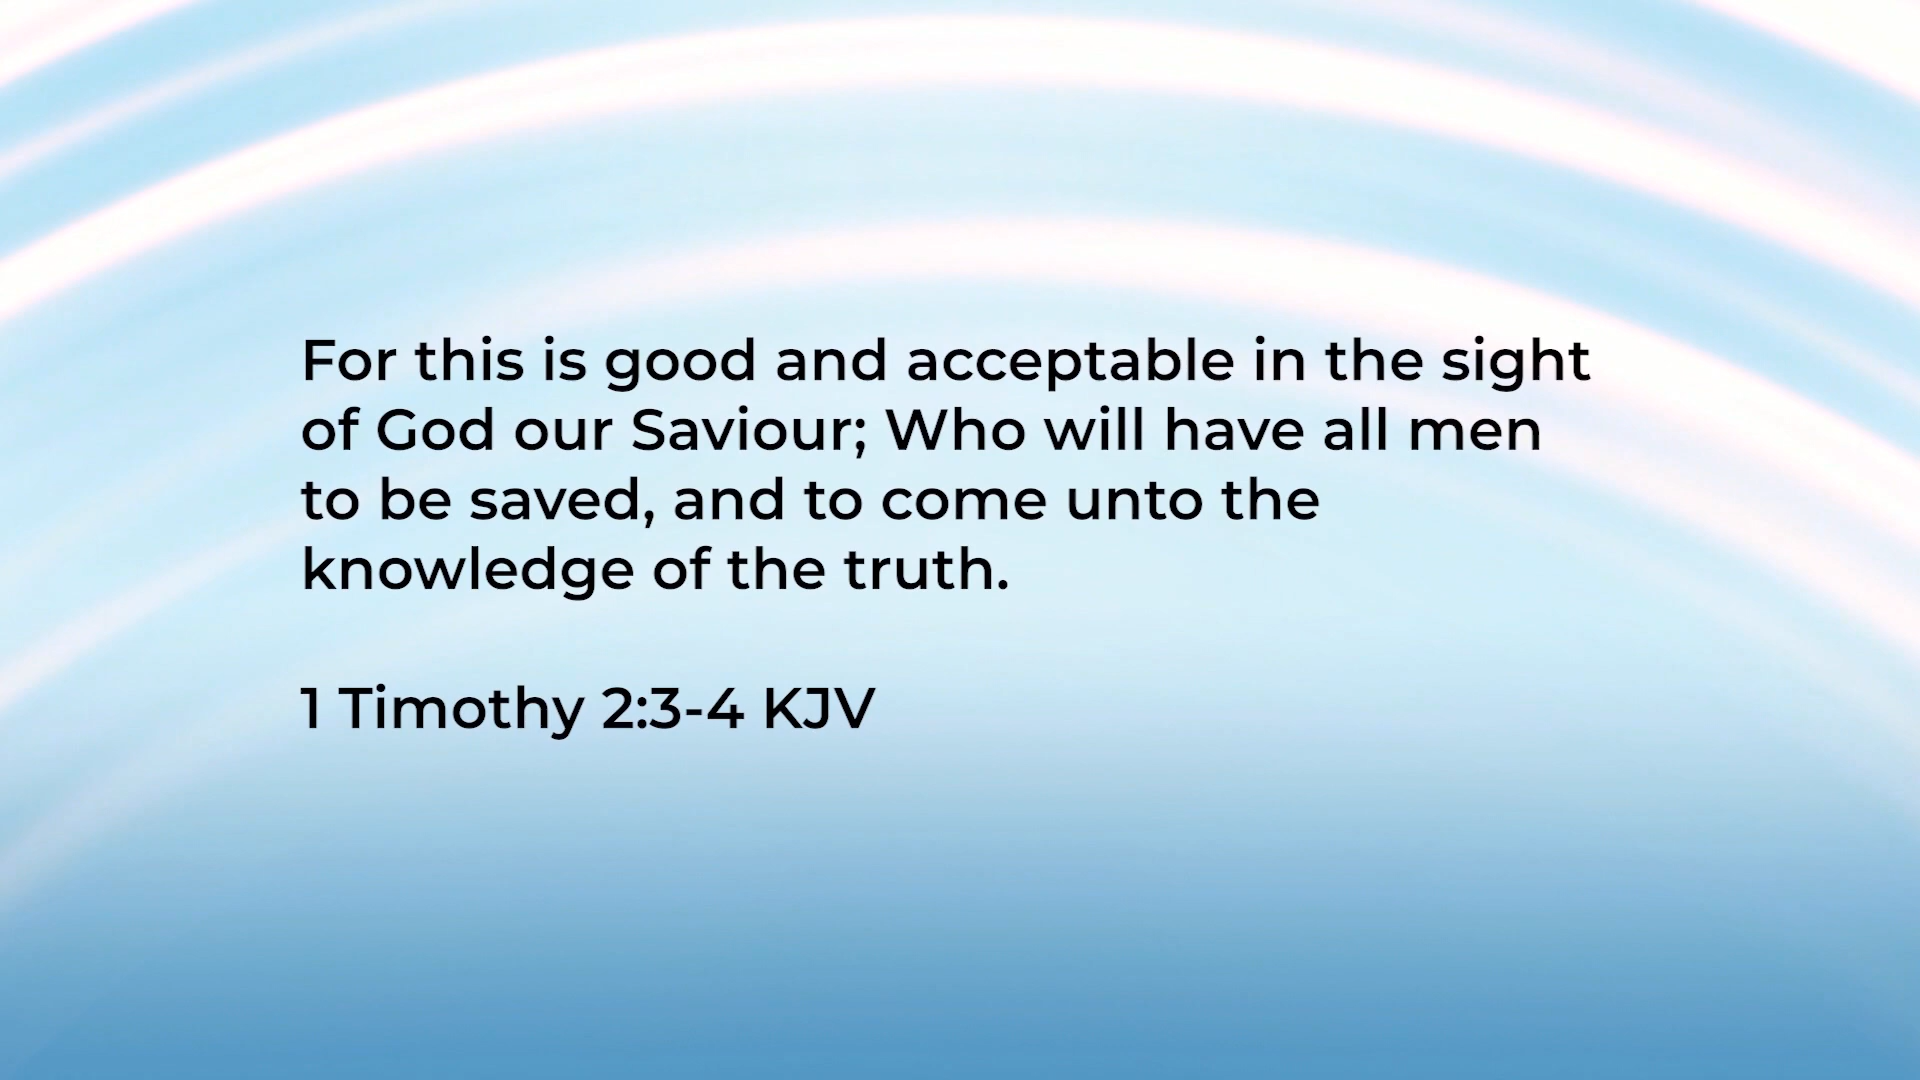 For this is good and acceptable in the sight
of God our Saviour; Who will have all men
to be saved, and to come unto the
knowledge of the truth.
1 Timothy 2:3-4 KJV